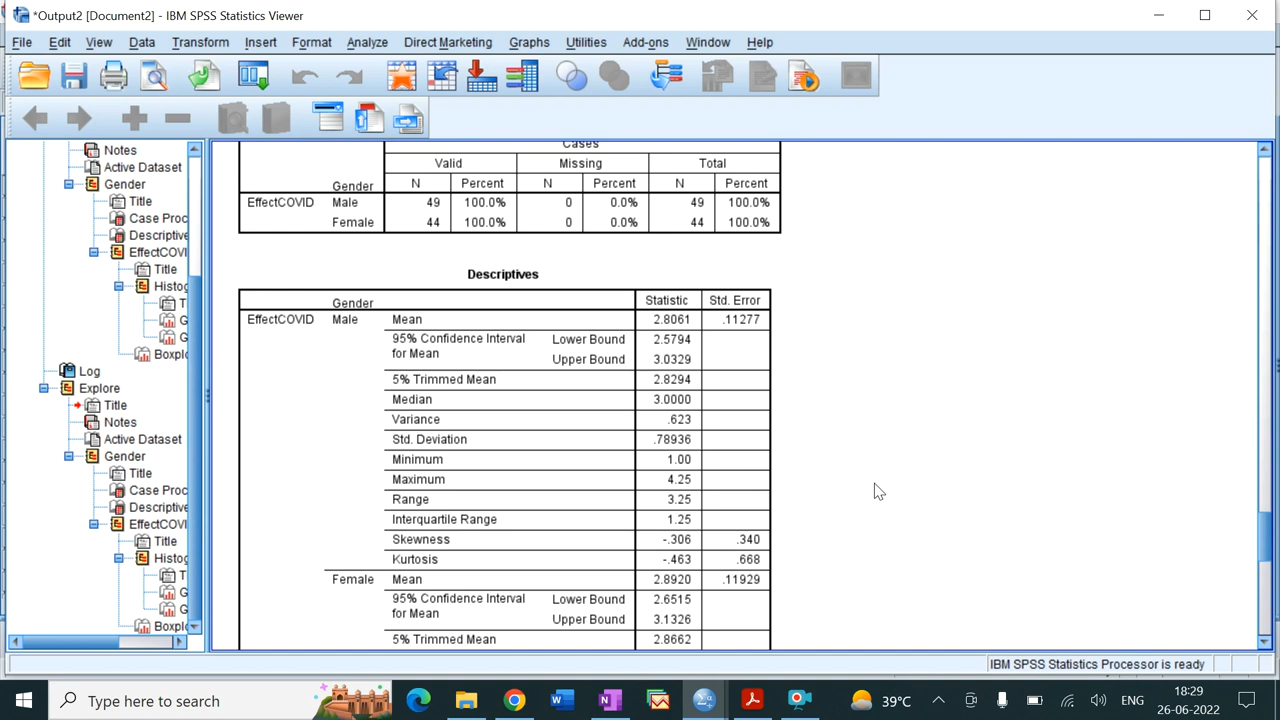 *Output2 [Document2] - IBM SPSS Statistics Viewer
File Edit View Data Transform Insert Format Analyze Direct Marketing Graphs Utilities Add-ons Window Help
Notes
Active Dataset
Gender
Title
Case Proc
Descriptive
EffectCOVI
Title
Histog
T
G
G
Boxplo
Log
Explore
Title
Notes
Active Dataset
Gender
Title
Case Proc
Descriptive
EffectCOVI
Title
Histog
T
G
G
Boxplo
Cases
Valid Missing Total
Gender N Percent N Percent N Percent
EffectCOVID Male 49 100.0% 0 0.0% 49 100.0%
Female 44 100.0% 0 0.0% 44 100.0%
Descriptives
Gender Statistic Std. Error
EffectCOVID Male Mean 2.8061 .11277
95% Confidence Interval Lower Bound 2.5794
for Mean Upper Bound 3.0329
5% Trimmed Mean 2.8294
Median 3.0000
Variance .623
Std. Deviation .78936
Minimum 1.00
Maximum 4.25
Range 3.25
Interquartile Range 1.25
Skewness -.306 .340
Kurtosis -.463 .668
Female Mean 2.8920 .11929
95% Confidence Interval Lower Bound 2.6515
for Mean Upper Bound 3.1326
5% Trimmed Mean 2.8662
IBM SPSS Statistics Processor is ready
Type here to search
39°C
ENG
18:29
26-06-2022